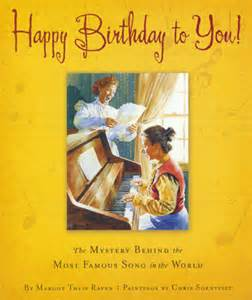 Happy Birthday to You!
The Mystery Behind the
Most Famous Song in the World
By Margot Theis Raven | Paintings by Chris Soentpiet